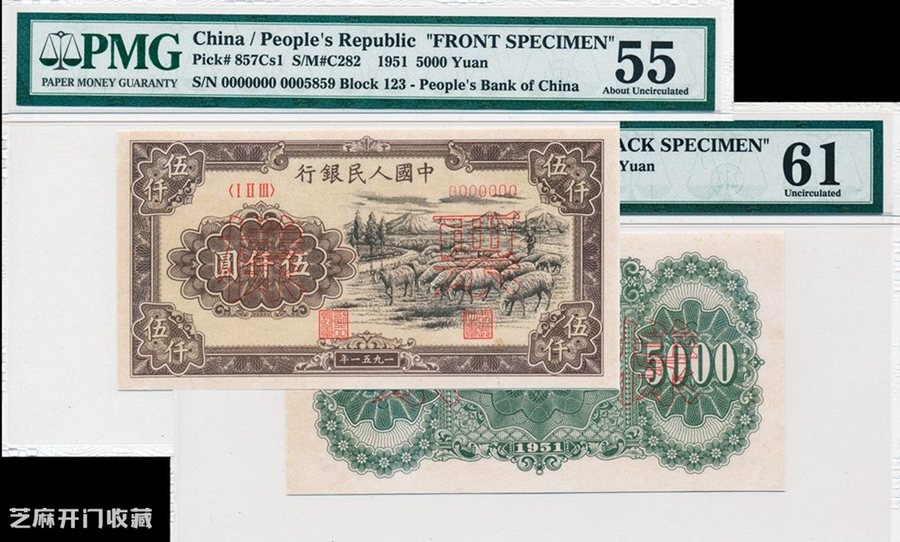 PMG
PAPER MONEY GUARANTY
China / People's Republic "FRONT SPECIMEN"
Pick# 857Cs1 S/M#C282 1951 5000 Yuan
S/N 0000000 0005859 Block 123 - People's Bank of China
55
About Uncirculated
ACK SPECIMEN"
Yuan
61
Uncirculated
伍仟
伍仟
行銀民人國中
〈I II III〉
0000000
圓仟伍
伍仟
伍仟
年一五九一
5000
1951
芝麻开门收藏